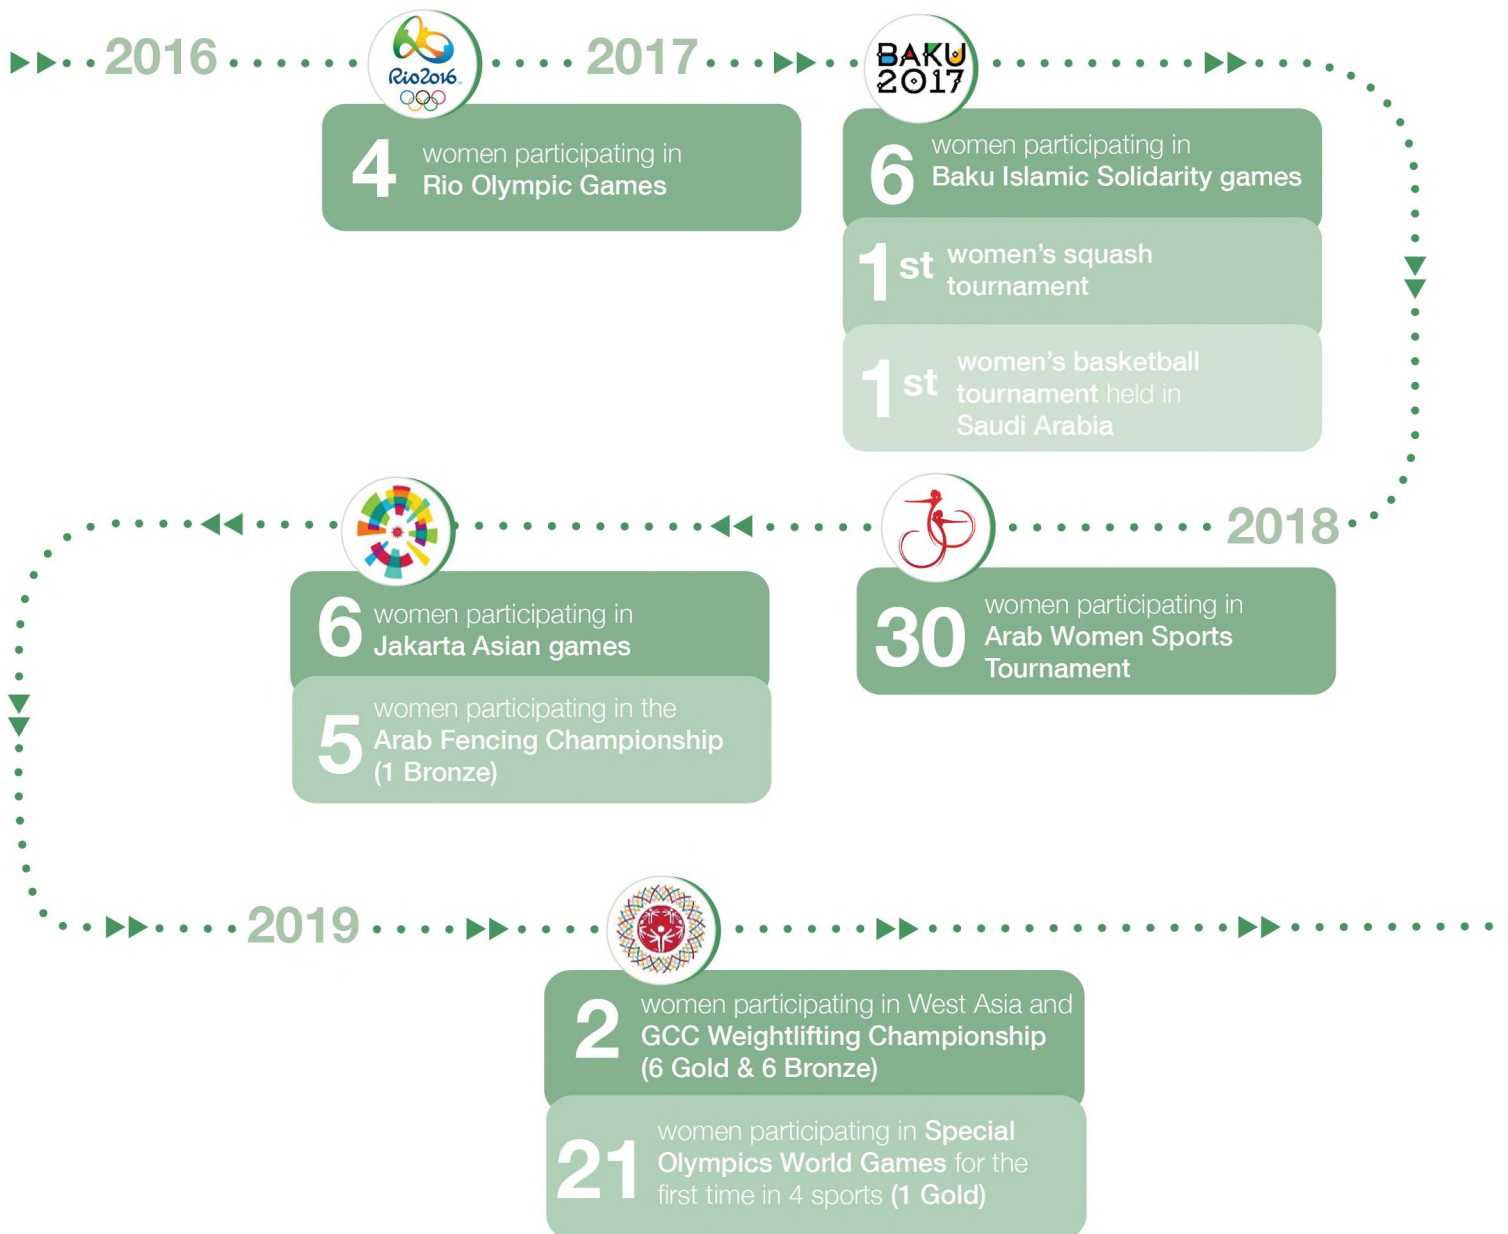 2016
Rio2016
2017
BAKU
2017
4
women participating in
Rio Olympic Games
6
women participating in
Baku Islamic Solidarity games
1st
women’s squash
tournament
1st
women’s basketball
tournament held in
Saudi Arabia
2018
30
women participating in
Arab Women Sports
Tournament
6
women participating in
Jakarta Asian games
5
women participating in the
Arab Fencing Championship
(1 Bronze)
2019
2
women participating in West Asia and
GCC Weightlifting Championship
(6 Gold & 6 Bronze)
21
women participating in Special
Olympics World Games for the
first time in 4 sports (1 Gold)